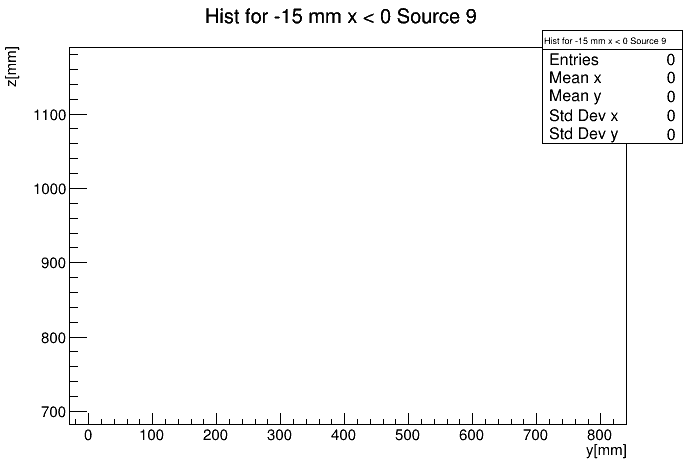 Hist for -15 mm x < 0 Source 9
z[mm]
Hist for -15 mm x < 0 Source 9
Entries 0
Mean x 0
Mean y 0
Std Dev x 0
Std Dev y 0
1100
1000
900
800
700
0 100 200 300 400 500 600 700 800
y[mm]